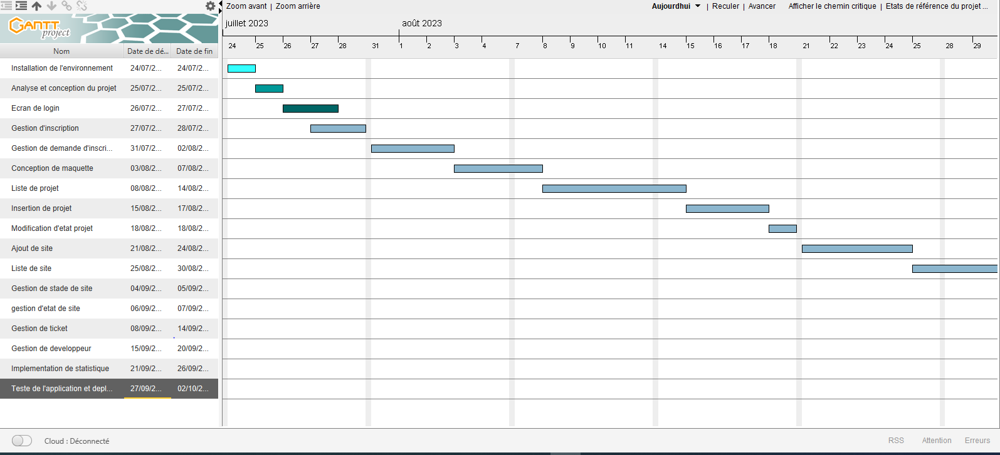 Zoom avant | Zoom arrière
Aujourdhui | Reculer | Avancer Afficher le chemin critique | Etats de référence du projet ...
GANTT project
juillet 2023 août 2023
Nom Date de dé... Date de fin
24 25 26 27 28 31 1 2 3 4 7 8 9 10 11 14 15 16 17 18 21 22 23 24 25 28 29
Installation de l'environnement 24/07/2... 24/07/2...
Analyse et conception du projet 25/07/2... 25/07/2...
Ecran de login 26/07/2... 27/07/2...
Gestion d'inscription 27/07/2... 28/07/2...
Gestion de demande d'inscri... 31/07/2... 02/08/2...
Conception de maquette 03/08/2... 07/08/2...
Liste de projet 08/08/2... 14/08/2...
Insertion de projet 15/08/2... 17/08/2...
Modification d'etat projet 18/08/2... 18/08/2...
Ajout de site 21/08/2... 24/08/2...
Liste de site 25/08/2... 30/08/2...
Gestion de stade de site 04/09/2... 05/09/2...
gestion d'etat de site 06/09/2... 07/09/2...
Gestion de ticket 08/09/2... 14/09/2...
Gestion de developpeur 15/09/2... 20/09/2...
Implementation de statistique 21/09/2... 26/09/2...
Teste de l'application et depl... 27/09/2... 02/10/2...
Cloud : Déconnecté
RSS Attention Erreurs